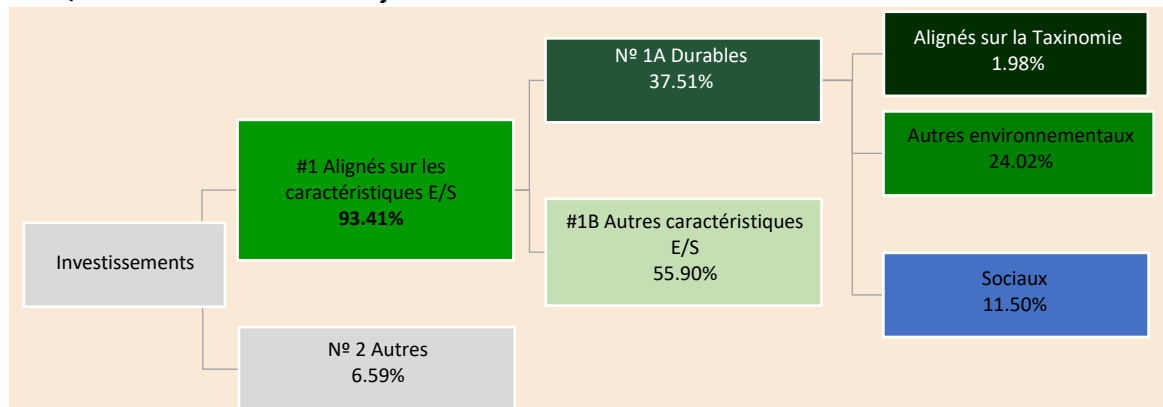 Alignés sur la Taxinomie
1.98%
Nº 1A Durables
37.51%
Autres environnementaux
24.02%
#1 Alignés sur les
caractéristiques E/S
93.41%
#1B Autres caractéristiques
E/S
55.90%
Investissements
Sociaux
11.50%
Nº 2 Autres
6.59%